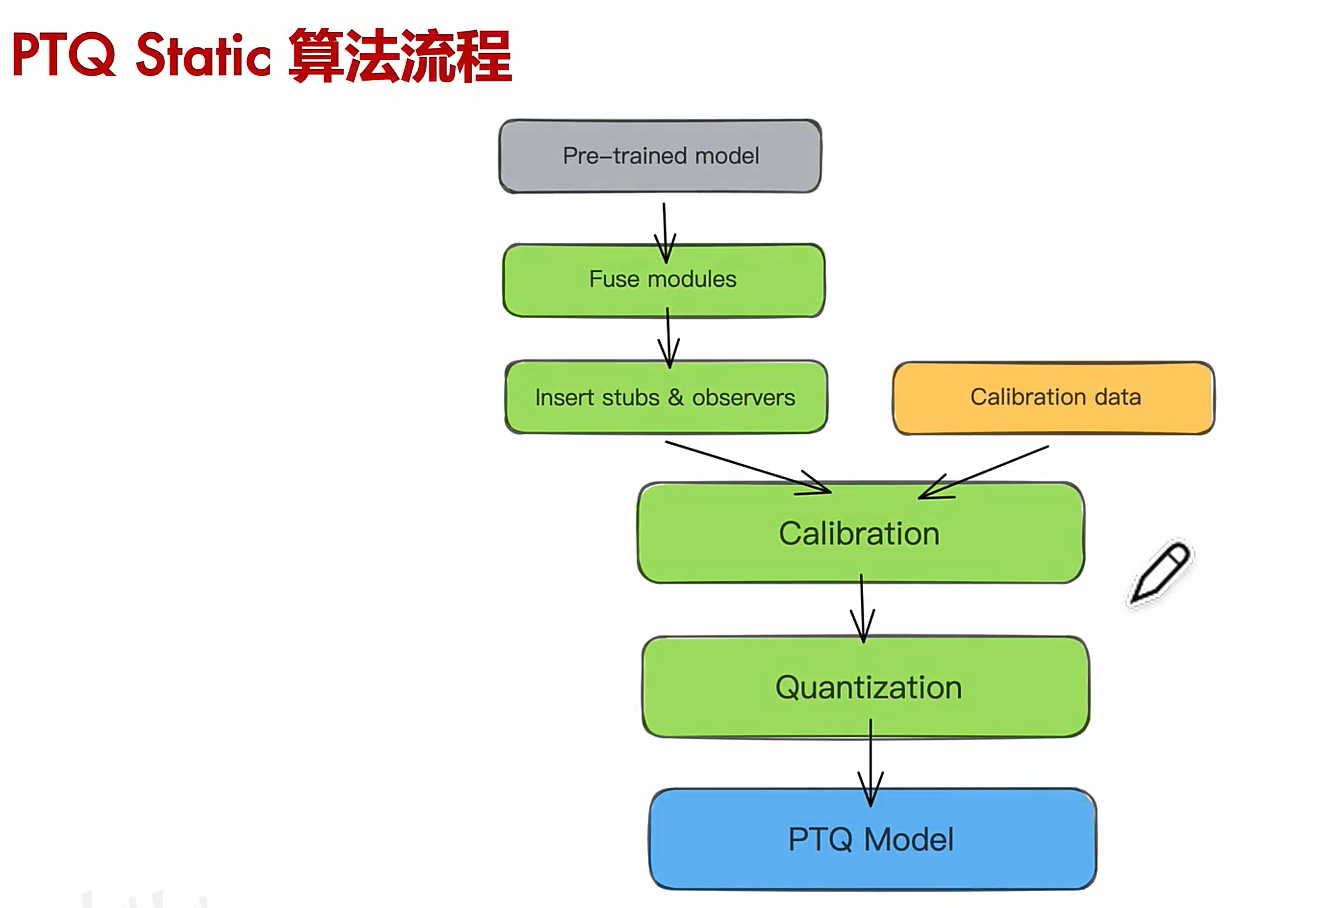 PTQ Static 算法流程
Pre-trained model
Fuse modules
Insert stubs & observers
Calibration data
Calibration
Quantization
PTQ Model